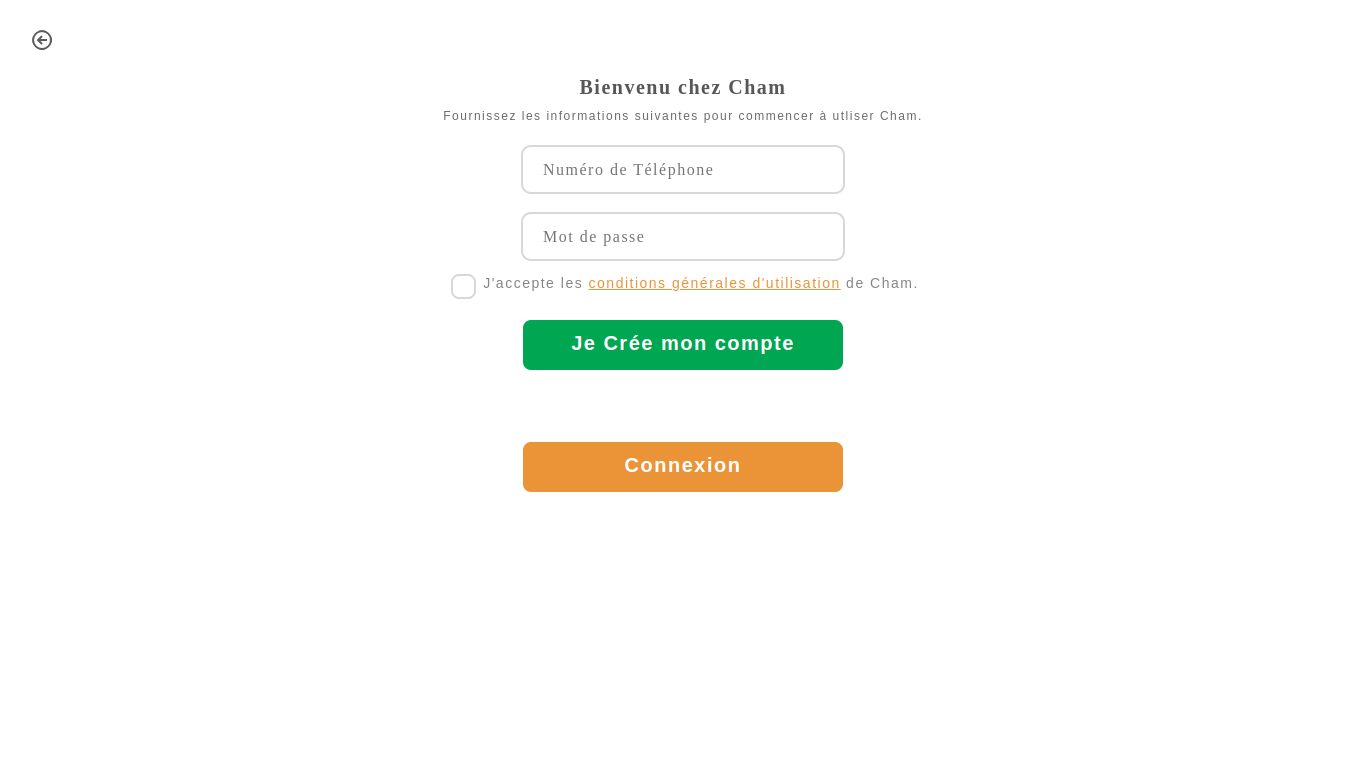 Bienvenu chez Cham
Fournissez les informations suivantes pour commencer à utliser Cham.
Numéro de Téléphone
Mot de passe
J'accepte les conditions générales d'utilisation de Cham.
Je Crée mon compte
Connexion